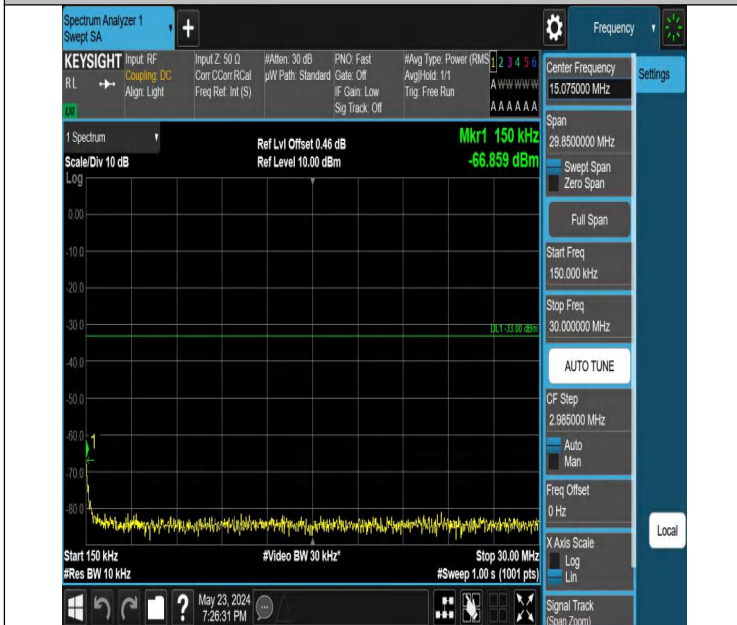 Spectrum Analyzer 1
Swept SA
Frequency
KEYSIGHT
RL
LXI
Input: RF
Coupling: DC
Align: Light
Input Z: 50 Ω
Corr CCorr RCal
Freq Ref: Int (S)
#Atten: 30 dB
µW Path: Standard
PNO: Fast
Gate: Off
IF Gain: Low
Sig Track: Off
#Avg Type: Power (RMS
Avg|Hold: 1/1
Trig: Free Run
1 2 3 4 5 6
A W W W W W
A A A A A A
1 Spectrum
Scale/Div 10 dB
Log
Ref Lvl Offset 0.46 dB
Ref Level 10.00 dBm
Mkr1 150 kHz
-66.859 dBm
0.00
-10.0
-20.0
-30.0
DL1 -33.00 dBm
-40.0
-50.0
-60.0
1
-70.0
-80.0
Start 150 kHz
#Res BW 10 kHz
#Video BW 30 kHz*
Stop 30.00 MHz
#Sweep 1.00 s (1001 pts)
May 23, 2024
7:26:31 PM
Center Frequency
15.075000 MHz
Settings
Span
29.8500000 MHz
Swept Span
Zero Span
Full Span
Start Freq
150.000 kHz
Stop Freq
30.000000 MHz
AUTO TUNE
CF Step
2.985000 MHz
Auto
Man
Freq Offset
0 Hz
X Axis Scale
Log
Lin
Local
Signal Track
(Span Zoom)